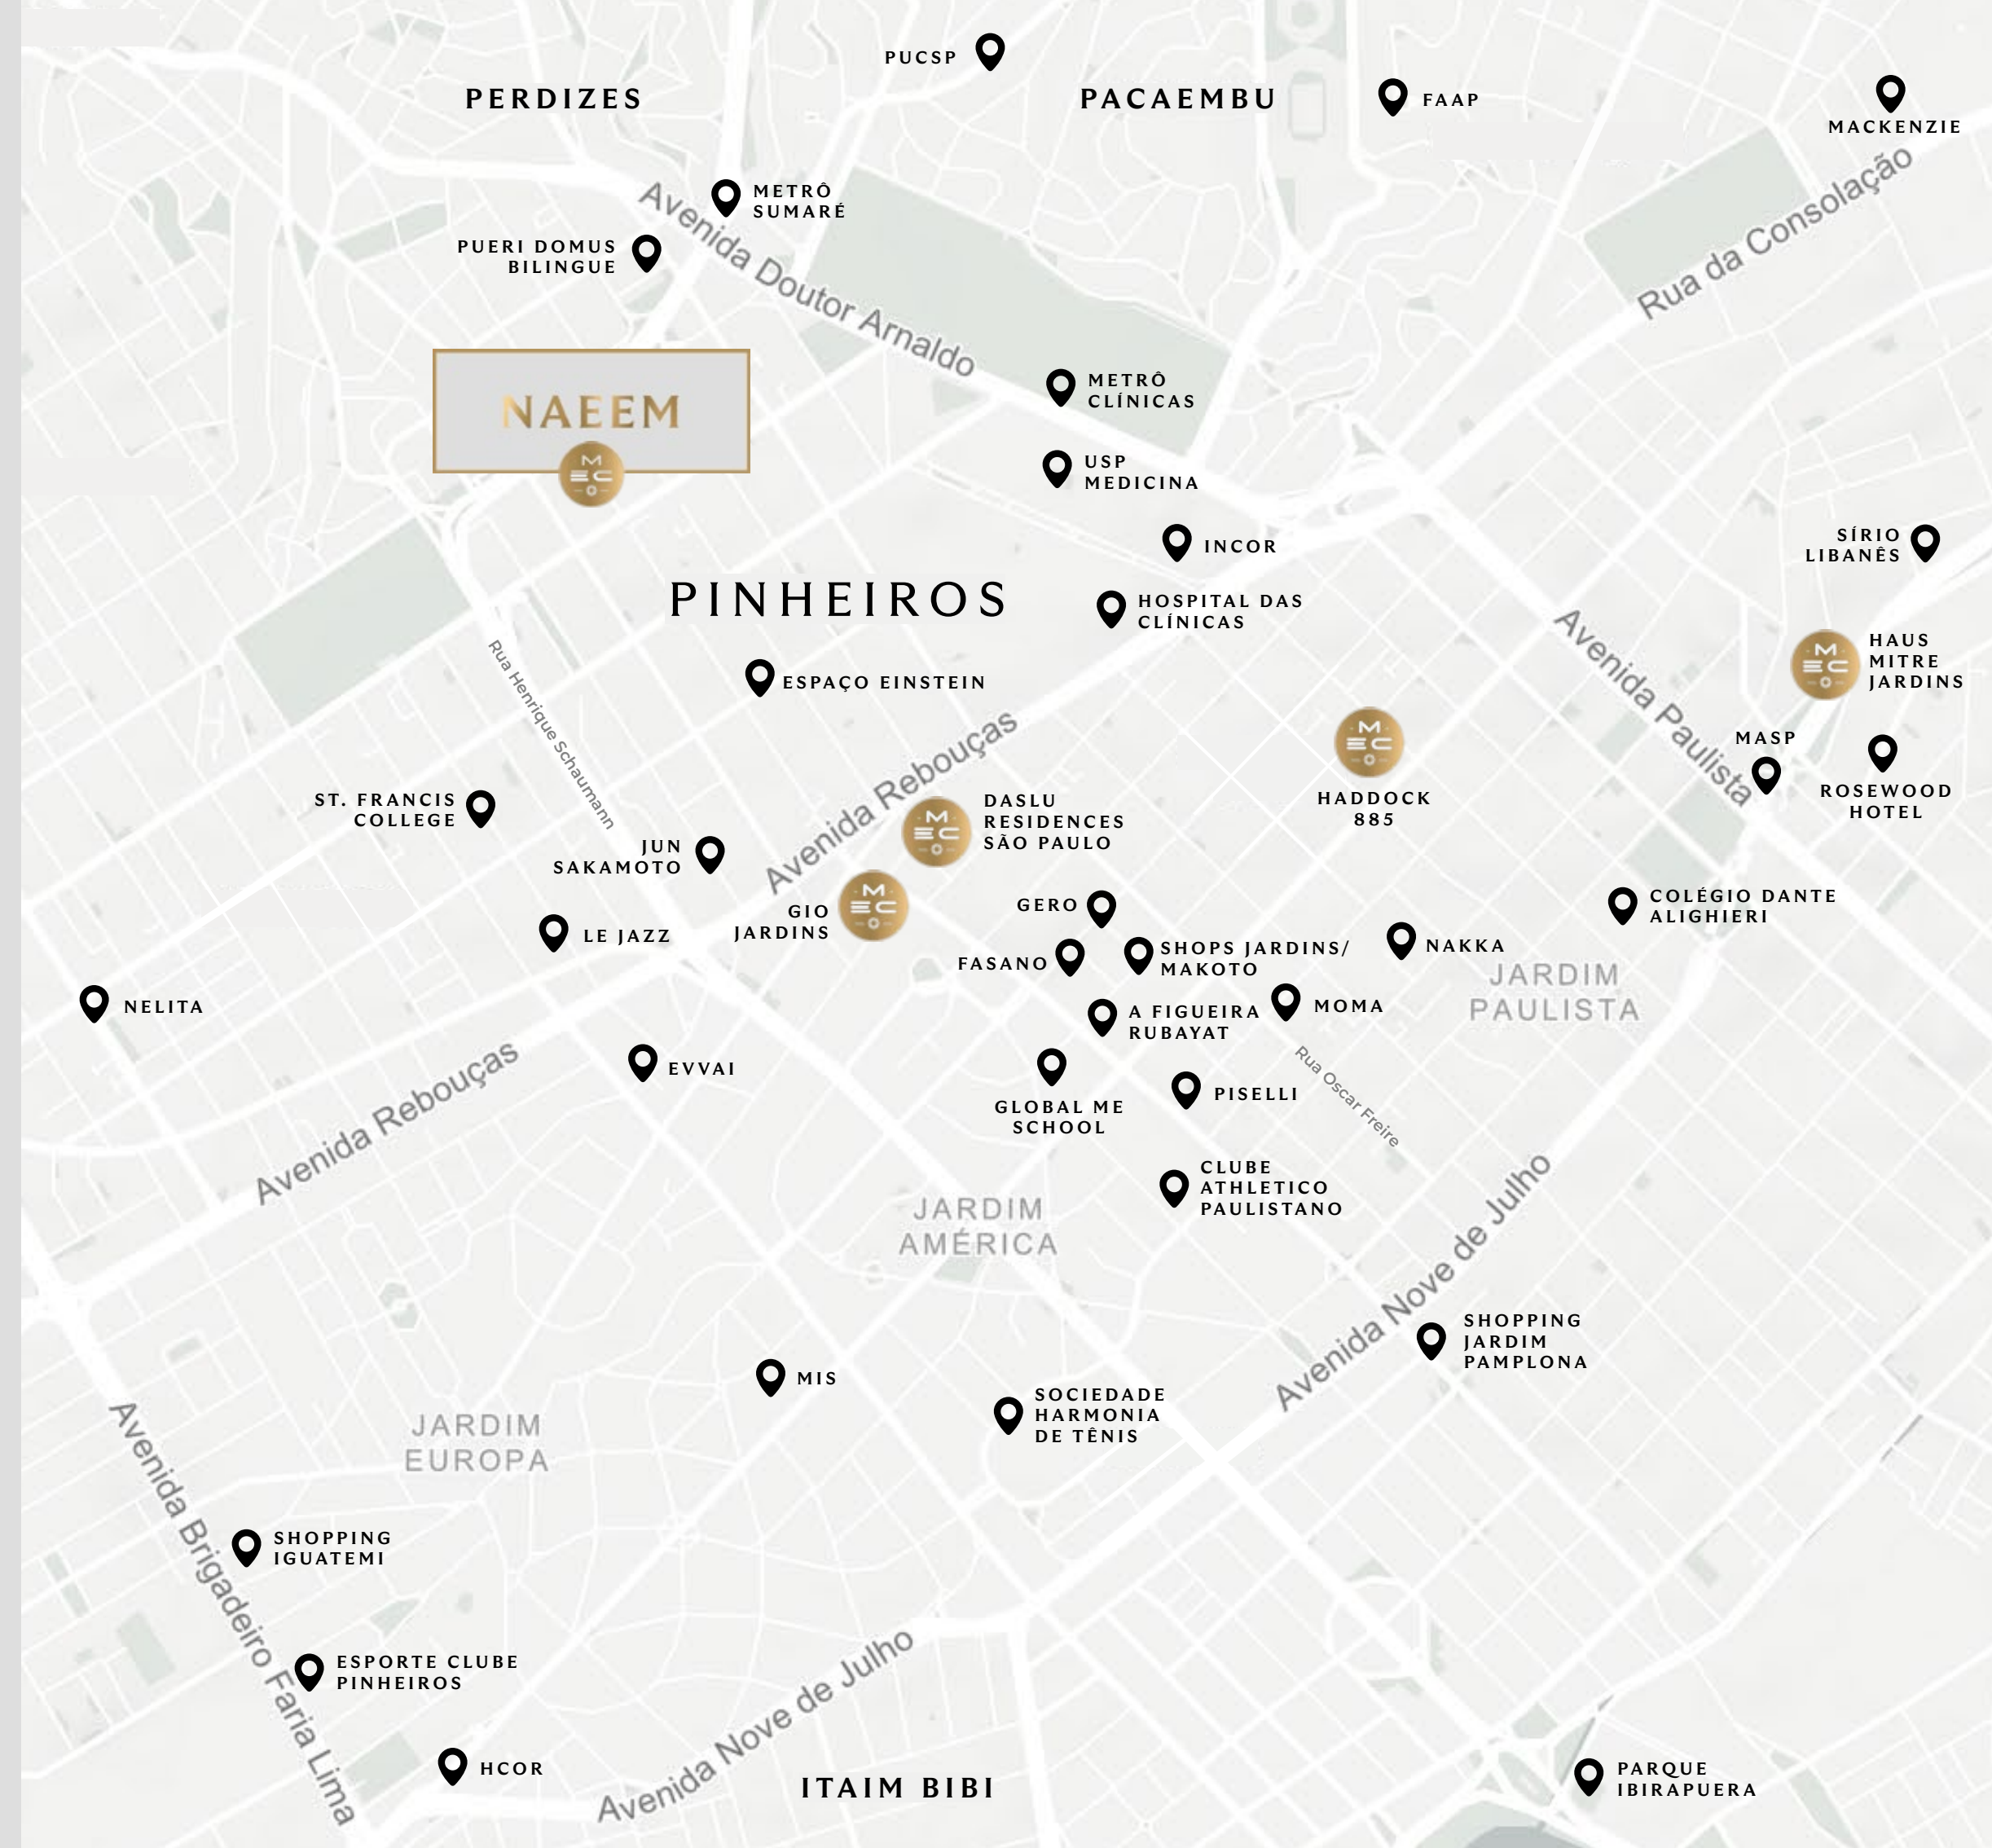 PUCSP
PERDIZES
PACAEMBU
FAAP
MACKENZIE
Rua da Consolação
METRÔ
SUMARÉ
PUERI DOMUS
BILINGUE
Avenida Doutor Arnaldo
NAEEM
M
EC
O
METRÔ
CLÍNICAS
USP
MEDICINA
INCOR
SÍRIO
LIBANÊS
PINHEIROS
HOSPITAL DAS
CLÍNICAS
Avenida Paulista
M
EC
O
HAUS
MITRE
JARDINS
Rua Henrique Schaumann
ESPAÇO EINSTEIN
Avenida Rebouças
M
EC
O
HADDOCK
885
MASP
ROSEWOOD
HOTEL
ST. FRANCIS
COLLEGE
M
EC
O
DASLU
RESIDENCES
SÃO PAULO
JUN
SAKAMOTO
M
EC
O
GIO
JARDINS
LE JAZZ
GERO
COLÉGIO DANTE
ALIGHIERI
FASANO
SHOPS JARDINS/
MAKOTO
NAKKA
JARDIM
PAULISTA
NELITA
A FIGUEIRA
RUBAYAT
MOMA
EVVAI
Avenida Rebouças
GLOBAL ME
SCHOOL
PISELLI
Rua Oscar Freire
CLUBE
ATHLETICO
PAULISTANO
JARDIM
AMÉRICA
Avenida Nove de Julho
SHOPPING
JARDIM
PAMPLONA
MIS
SOCIEDADE
HARMONIA
DE TÊNIS
JARDIM
EUROPA
Avenida Brigadeiro Faria Lima
SHOPPING
IGUATEMI
ESPORTE CLUBE
PINHEIROS
Avenida Nove de Julho
HCOR
ITAIM BIBI
PARQUE
IBIRAPUERA